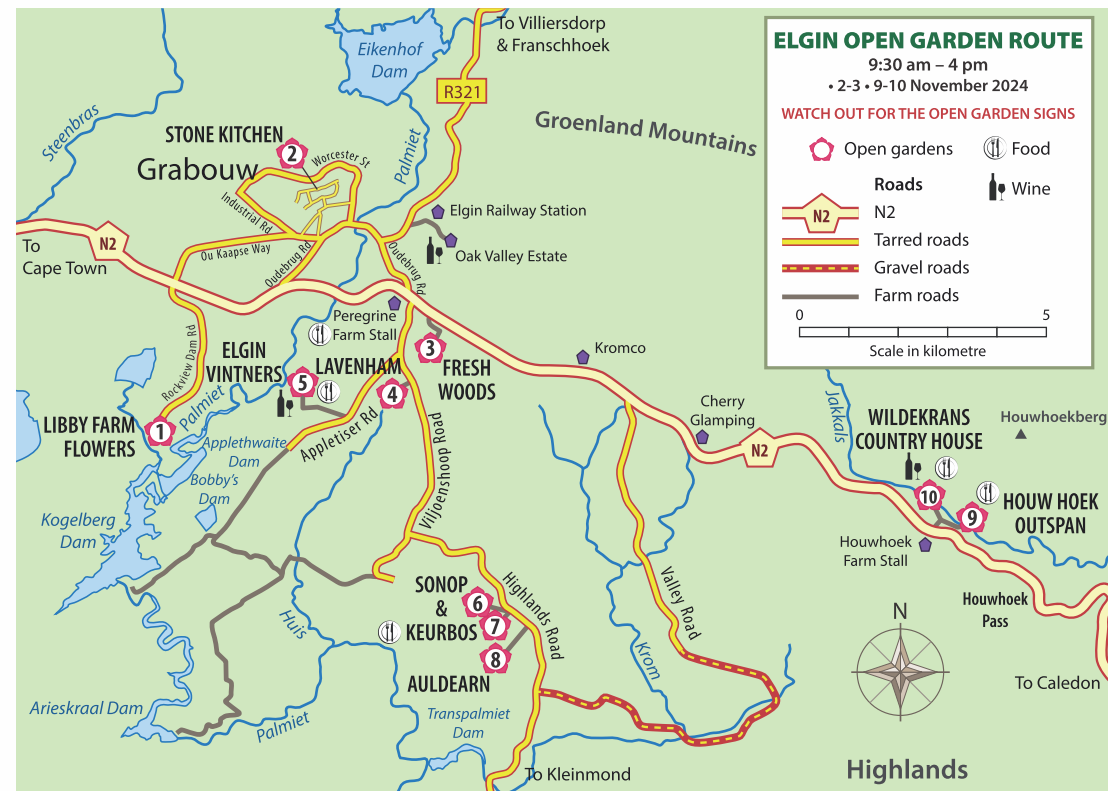 ELGIN OPEN GARDEN ROUTE
9:30 am – 4 pm
• 2-3 • 9-10 November 2024
WATCH OUT FOR THE OPEN GARDEN SIGNS
Open gardens
Food
Wine
Roads
N2
N2
Tarred roads
Gravel roads
Farm roads
0
5
Scale in kilometre
To Villiersdorp
& Franschhoek
Eikenhof
Dam
R321
Steenbras
Palmiet
Groenland Mountains
STONE KITCHEN
2
Grabouw
Worcester St
Industrial Rd
Elgin Railway Station
Oak Valley Estate
To
Cape Town
N2
Ou Kaapse Way
Oudebrug Rd
Oudebrug Rd
Peregrine
Farm Stall
Rockview Dam Rd
ELGIN
VINTNERS
5
LAVENHAM
4
3
FRESH
WOODS
Kromco
LIBBY FARM
FLOWERS
1
Palmiet
Applethwaite
Dam
Appletiser Rd
Bobby's
Dam
Viljoenshoop Road
Cherry
Glamping
N2
Jakkals
WILDEKRANS
COUNTRY HOUSE
10
Houwhoekberg
9
HOUW HOEK
OUTSPAN
Houwhoek
Farm Stall
Kogelberg
Dam
Houwhoek
Pass
SONOP
&
KEURBOS
6
7
8
AULDEARN
Highlands Road
Valley Road
Huis
Krom
N
To Caledon
Arieskraal Dam
Palmiet
Transpalmiet
Dam
To Kleinmond
Highlands